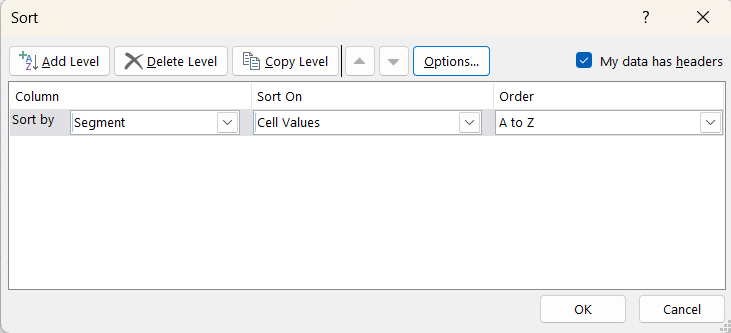 Sort ?
Add Level Delete Level Copy Level Options... My data has headers
Column Sort On Order
Sort by Segment Cell Values A to Z
OK Cancel